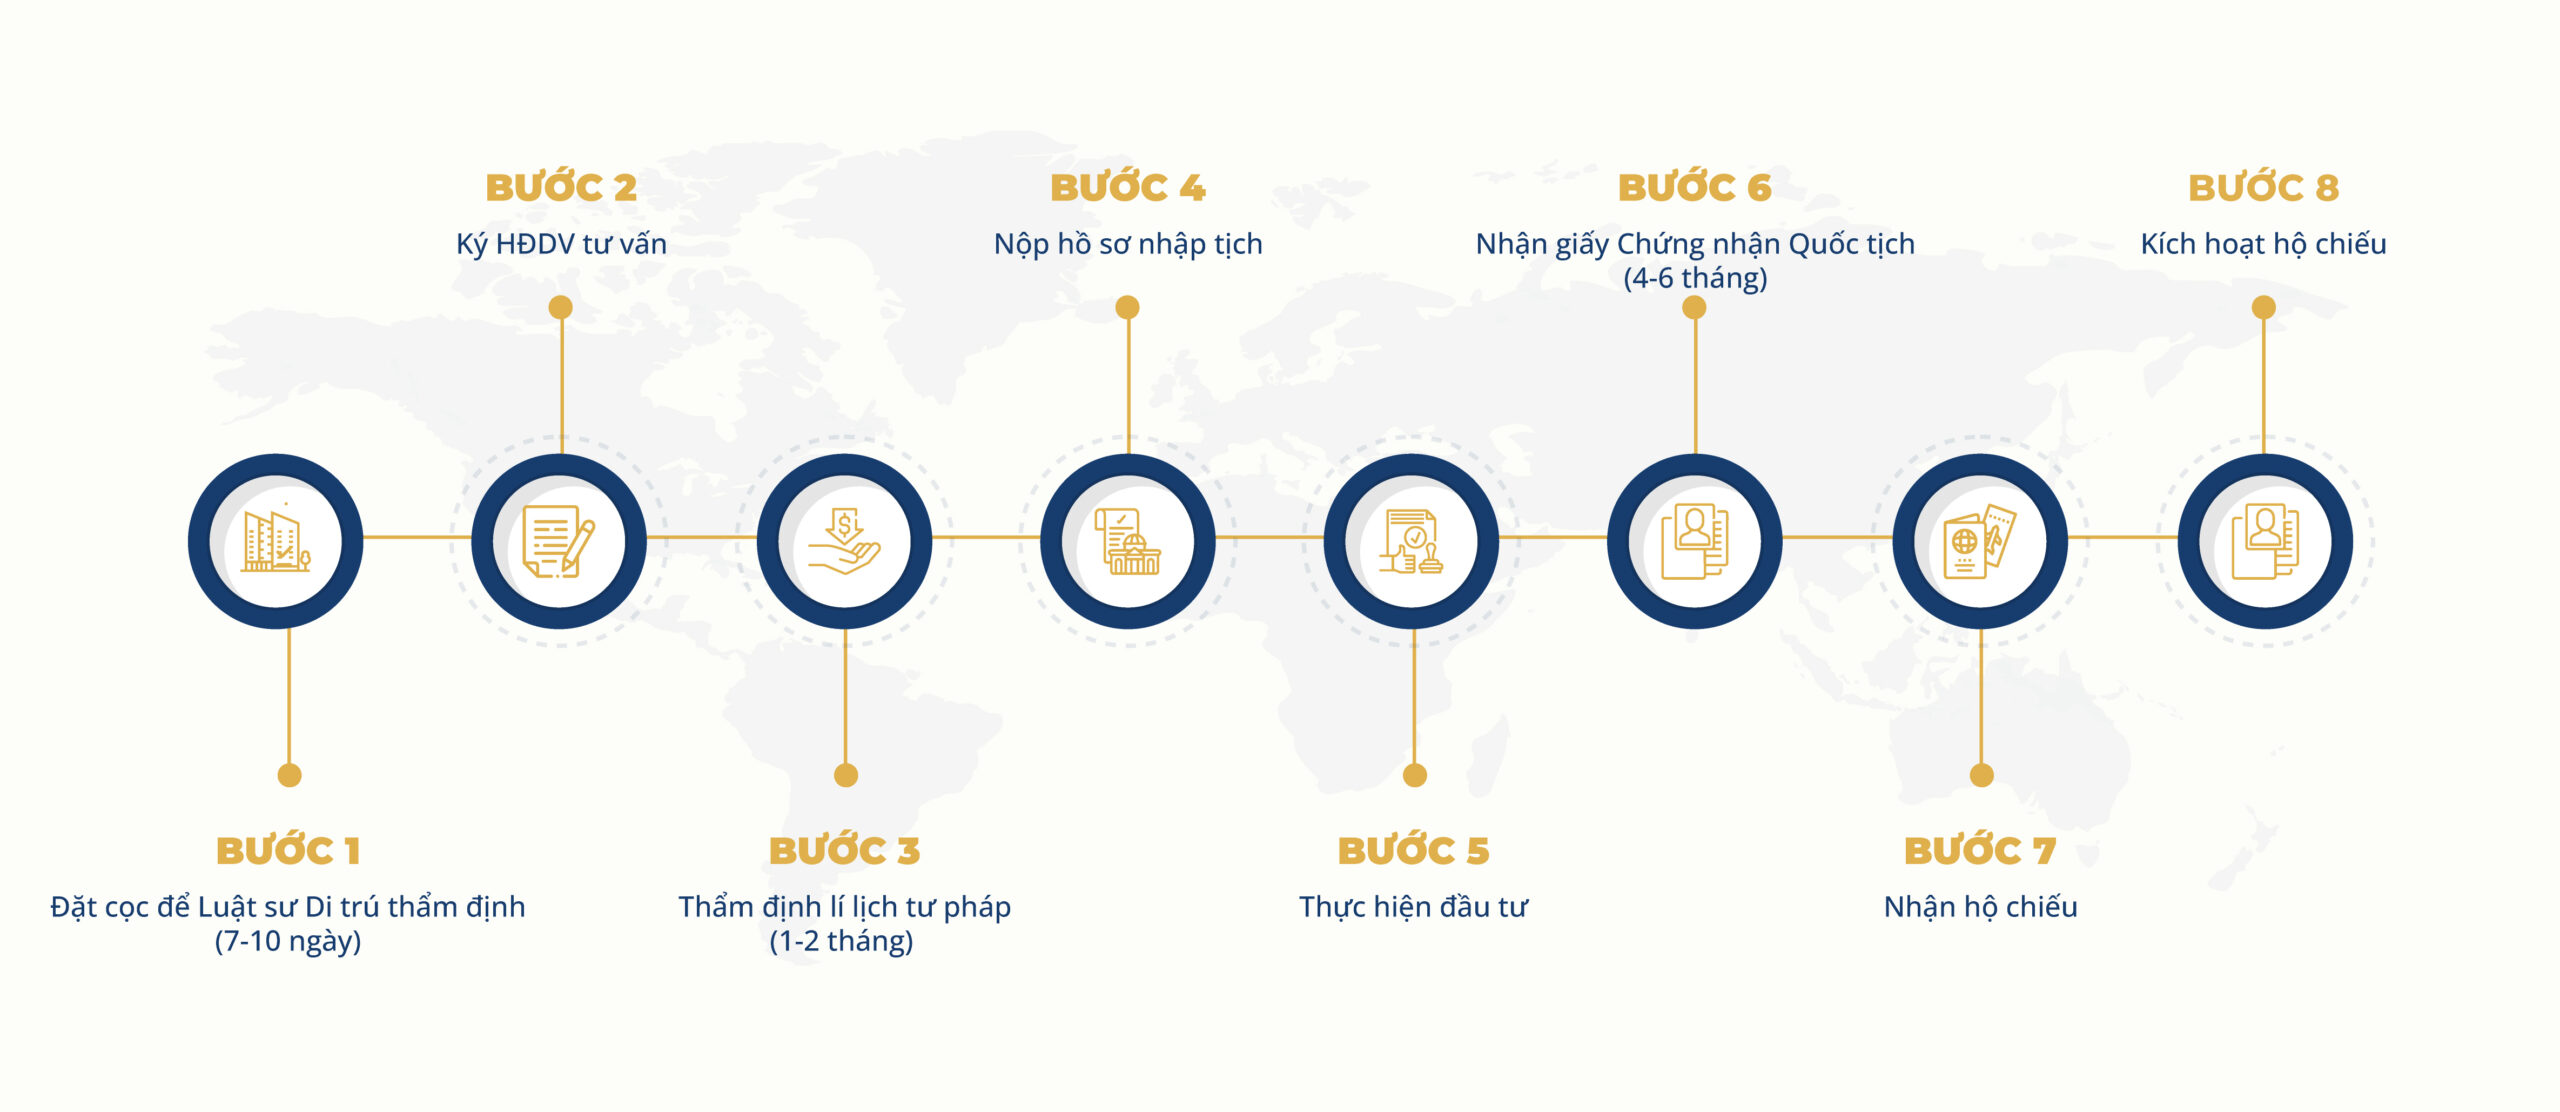 BƯỚC 1
Đặt cọc để Luật sư Di trú thẩm định
(7-10 ngày)
BƯỚC 2
Ký HĐDV tư vấn
BƯỚC 3
Thẩm định lí lịch tư pháp
(1-2 tháng)
BƯỚC 4
Nộp hồ sơ nhập tịch
BƯỚC 5
Thực hiện đầu tư
BƯỚC 6
Nhận giấy Chứng nhận Quốc tịch
(4-6 tháng)
BƯỚC 7
Nhận hộ chiếu
BƯỚC 8
Kích hoạt hộ chiếu